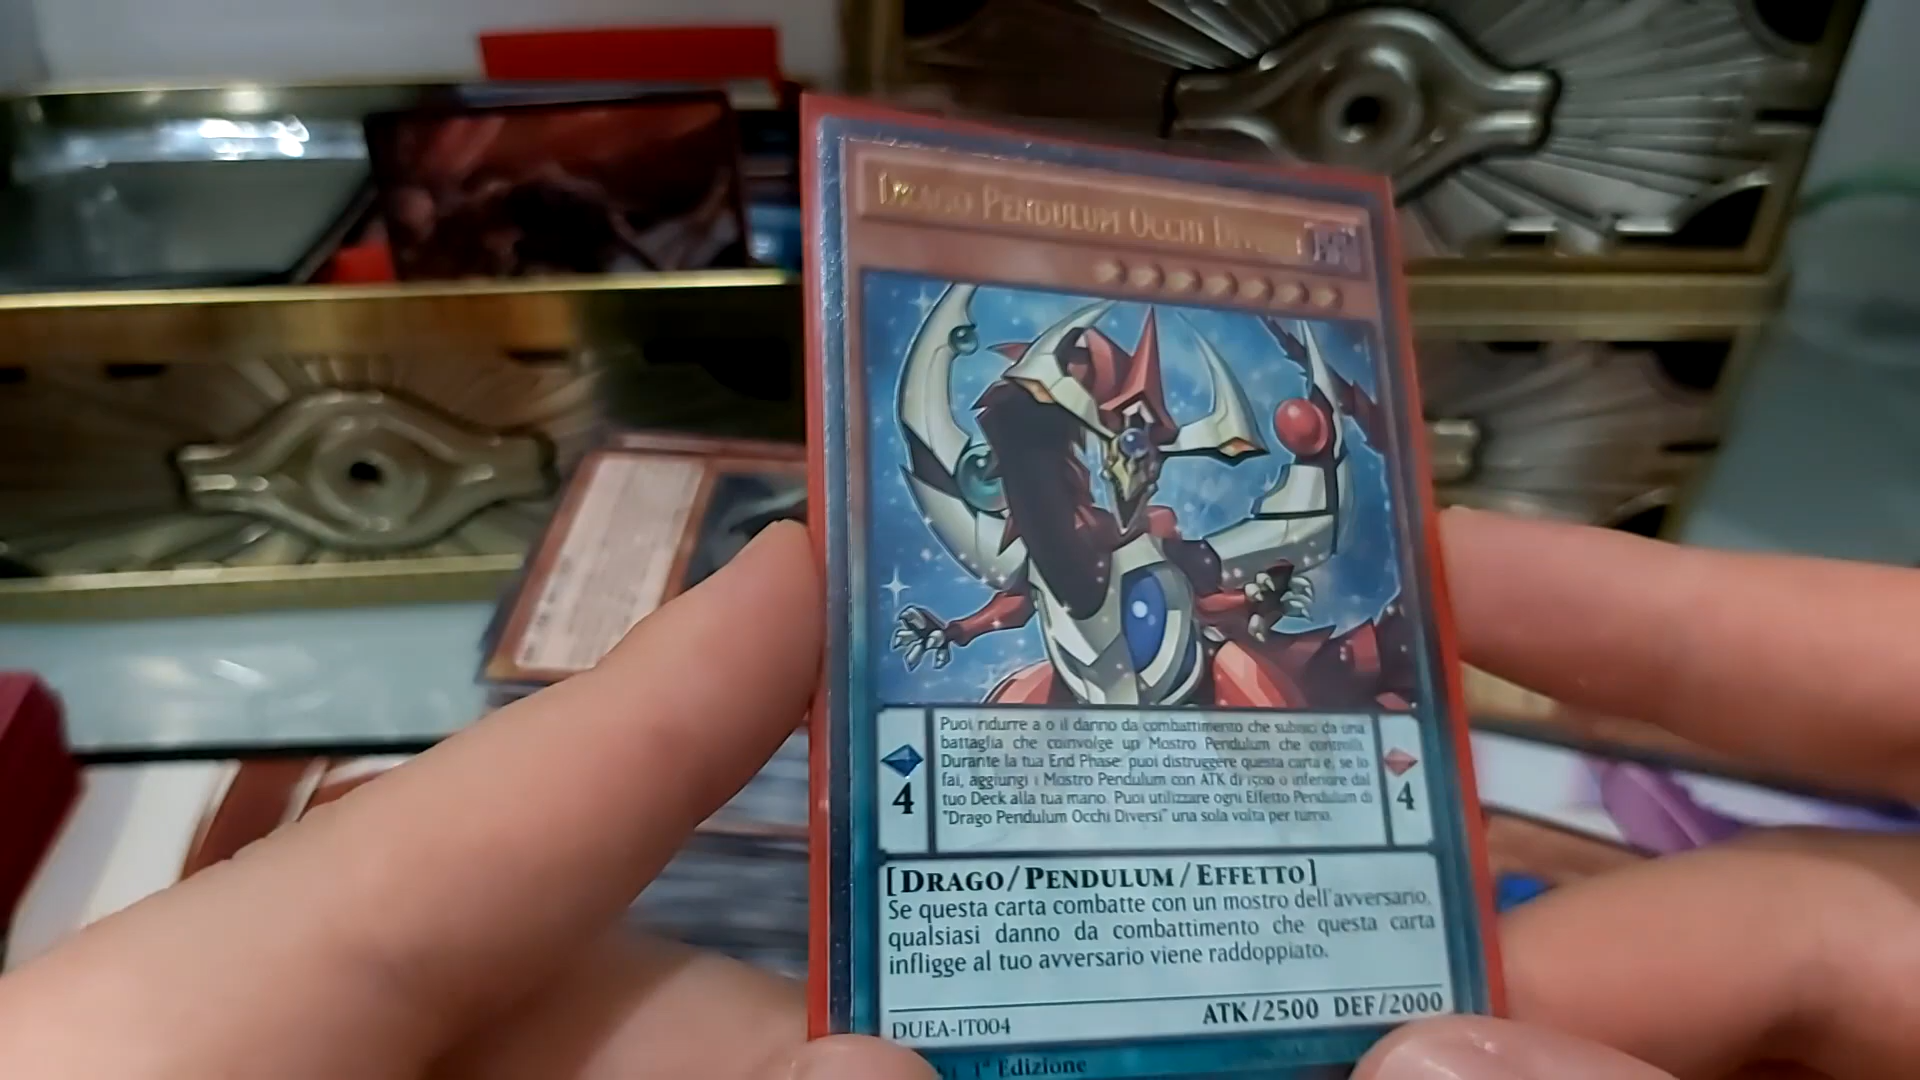 Drago Pendulum Occhi Diversi
Puoi ridurre a 0 il danno da combattimento che subisci da una
battaglia che coinvolge un Mostro Pendulum che controlli.
Durante la tua End Phase: puoi distruggere questa carta e, se lo
fai, aggiungi 1 Mostro Pendulum con ATK di 1500 o inferiore dal
tuo Deck alla tua mano. Puoi utilizzare ogni Effetto Pendulum di
"Drago Pendulum Occhi Diversi" una sola volta per turno.
4
4
[Drago/Pendulum/Effetto]
Se questa carta combatte con un mostro dell'avversario,
qualsiasi danno da combattimento che questa carta
infligge al tuo avversario viene raddoppiato.
ATK/2500 DEF/2000
DUEA-IT004
1ª Edizione